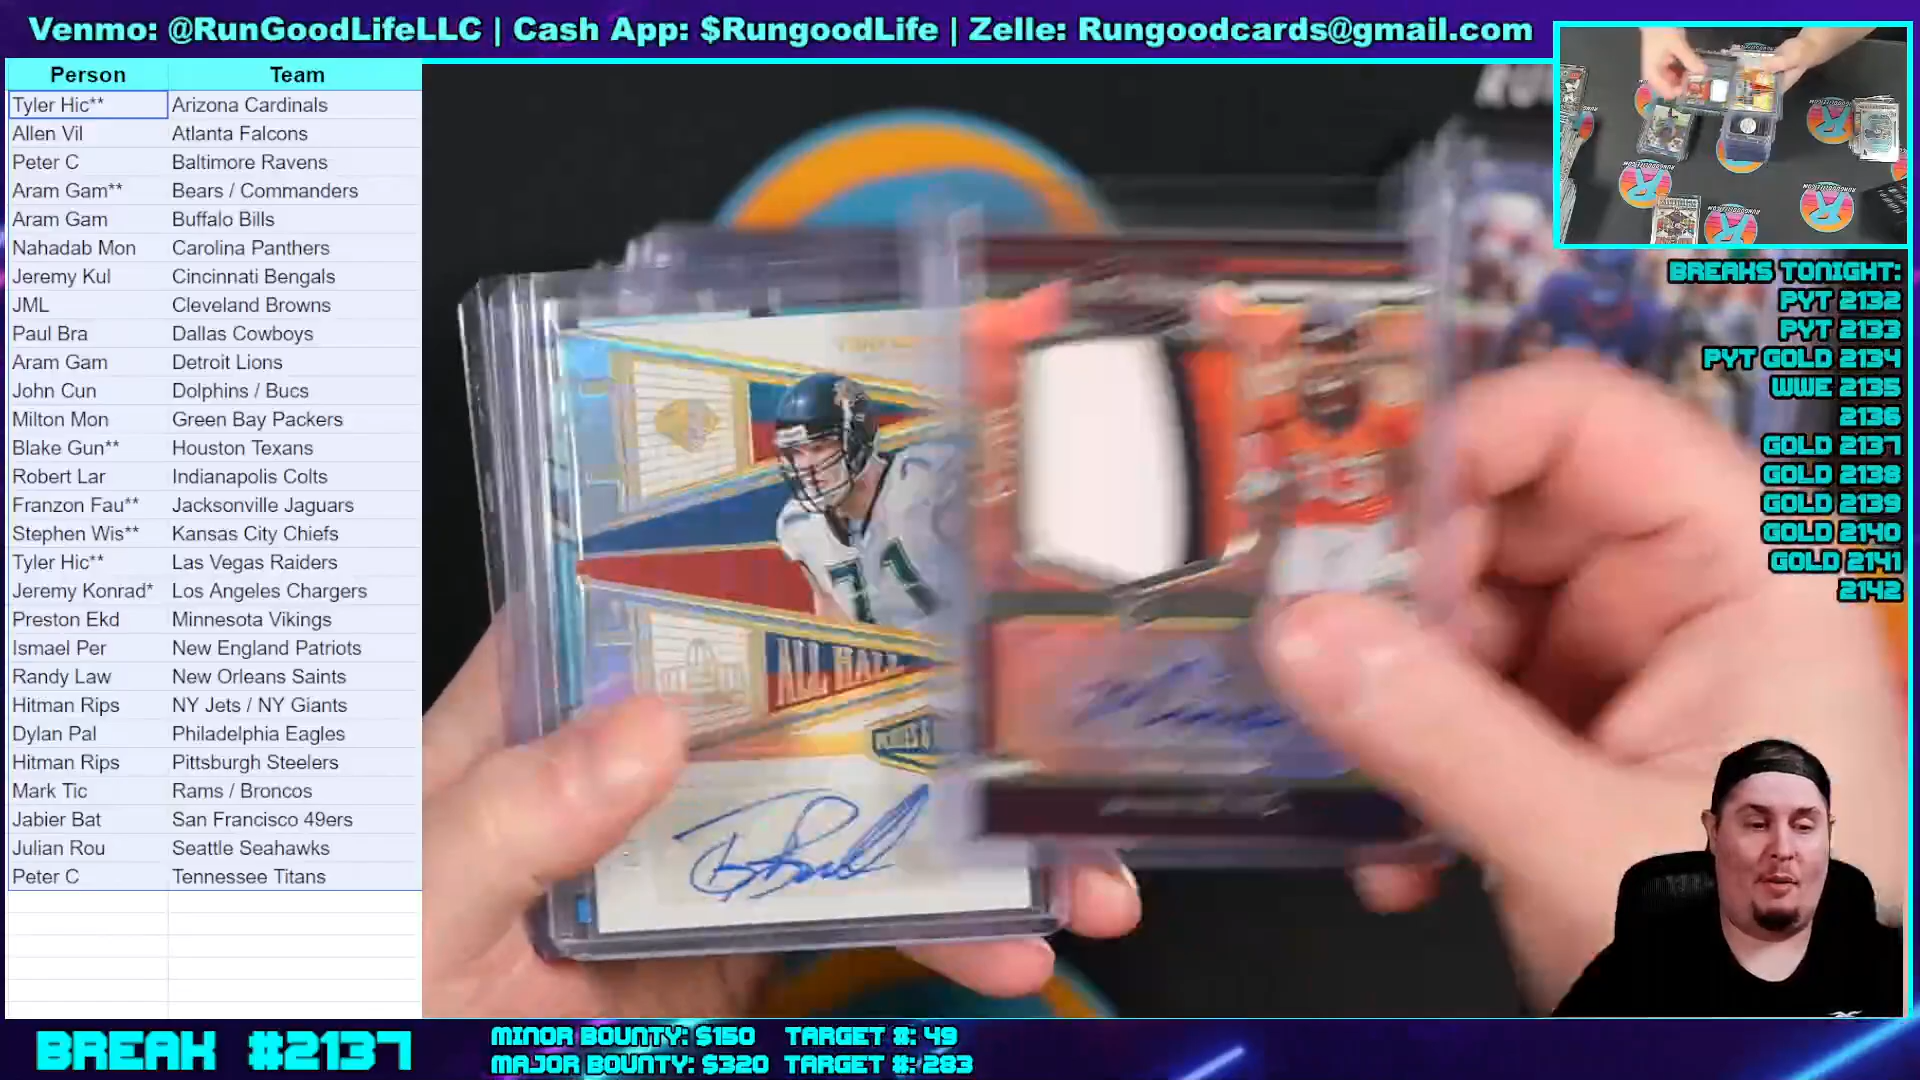 Venmo: @RunGoodLifeLLC | Cash App: $RungoodLife | Zelle: Rungoodcards@gmail.com
Person Team
Tyler Hic** Arizona Cardinals
Allen Vil Atlanta Falcons
Peter C Baltimore Ravens
Aram Gam** Bears / Commanders
Aram Gam Buffalo Bills
Nahadab Mon Carolina Panthers
Jeremy Kul Cincinnati Bengals
JML Cleveland Browns
Paul Bra Dallas Cowboys
Aram Gam Detroit Lions
John Cun Dolphins / Bucs
Milton Mon Green Bay Packers
Blake Gun** Houston Texans
Robert Lar Indianapolis Colts
Franzon Fau** Jacksonville Jaguars
Stephen Wis** Kansas City Chiefs
Tyler Hic** Las Vegas Raiders
Jeremy Konrad* Los Angeles Chargers
Preston Ekd Minnesota Vikings
Ismael Per New England Patriots
Randy Law New Orleans Saints
Hitman Rips NY Jets / NY Giants
Dylan Pal Philadelphia Eagles
Hitman Rips Pittsburgh Steelers
Mark Tic Rams / Broncos
Jabier Bat San Francisco 49ers
Julian Rou Seattle Seahawks
Peter C Tennessee Titans
BREAKS TONIGHT:
PYT 2132
PYT 2133
PYT GOLD 2134
WWE 2135
2136
GOLD 2137
GOLD 2138
GOLD 2139
GOLD 2140
GOLD 2141
2142
71
ALL HALL
BREAK #2137
MINOR BOUNTY: $150 TARGET #: 49
MAJOR BOUNTY: $320 TARGET #: 283